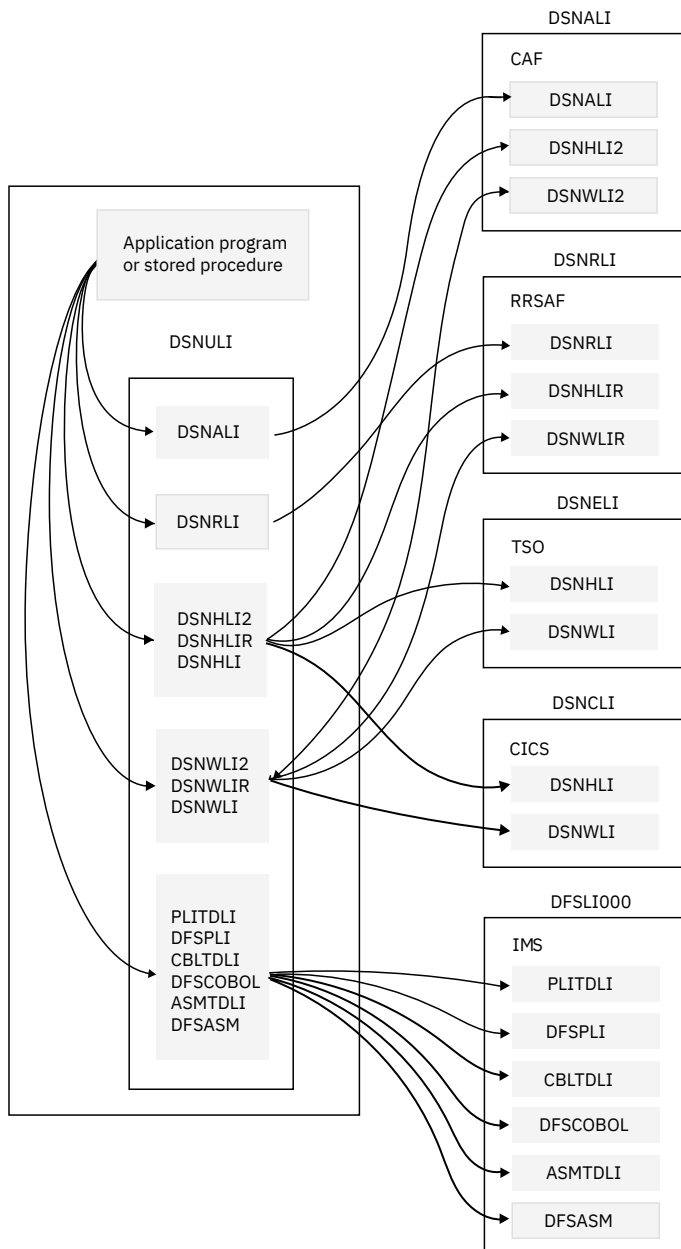 Application program
or stored procedure
DSNULI
DSNALI
DSNRLI
DSNHLI2
DSNHLIR
DSNHLI
DSNWLI2
DSNWLIR
DSNWLI
PLITDLI
DFSPLI
CBLTDLI
DFSCOBOL
ASMTDLI
DFSASM
DSNALI
CAF
DSNALI
DSNHLI2
DSNWLI2
DSNRLI
RRSAF
DSNRLI
DSNHLIR
DSNWLIR
DSNELI
TSO
DSNHLI
DSNWLI
DSNCLI
CICS
DSNHLI
DSNWLI
DFSLI000
IMS
PLITDLI
DFSPLI
CBLTDLI
DFSCOBOL
ASMTDLI
DFSASM